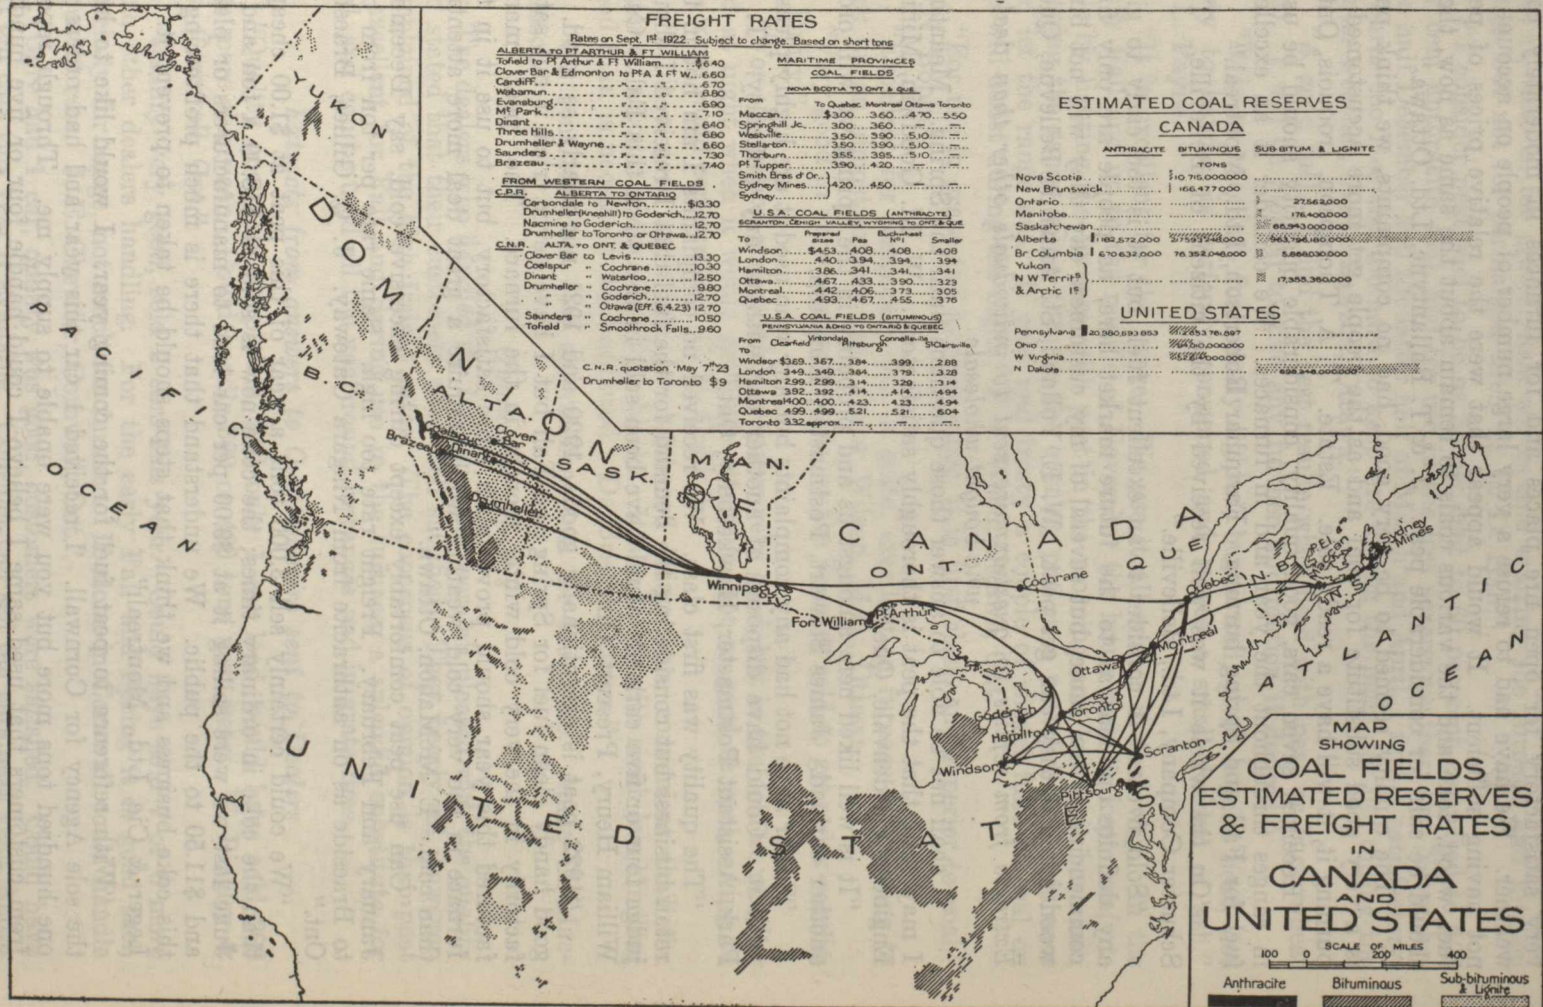 FREIGHT RATES
Rates on Sept. 1st 1922. Subject to change. Based on short tons
ALBERTA TO PT ARTHUR & FT WILLIAM
Tofield to Pt Arthur & Ft William......$6.40
Clover Bar & Edmonton to Pt A & Ft W...6.60
Cardiff.....".....".....6.70
Wabamun.....".....".....6.80
Evansburg.....".....".....6.90
Mt Park.....".....".....7.10
Dinant.....".....".....6.40
Three Hills.....".....".....6.80
Drumheller & Wayne.....".....".....6.60
Saunders.....".....".....7.30
Brazeau.....".....".....7.40
FROM WESTERN COAL FIELDS
C.P.R. ALBERTA TO ONTARIO
Carbondale to Newton.......$13.30
Drumheller(Kneehill) to Goderich...12.70
Nacmine to Goderich............12.70
Drumheller to Toronto or Ottawa...12.70
C.N.R. ALTA. TO ONT. & QUEBEC
Clover Bar to Levis..........13.30
Coalspur " Cochrane........10.30
Dinant " Waterloo........12.50
Drumheller " Cochrane........9.80
" " Goderich........12.70
" " Ottawa (Eff. 6.4.23) 12.70
Saunders " Cochrane........10.50
Tofield " Smoothrock Falls...9.60
C.N.R. quotation May 7th 23
Drumheller to Toronto $9
MARITIME PROVINCES
COAL FIELDS
NOVA SCOTIA TO ONT & QUE
From To Quebec Montreal Ottawa Toronto
Maccan.........$3.00....3.60....4.70...5.50
Springhill Jc.....3.00....3.60....—....—
Westville..........3.50....3.90....5.10....—
Stellarton.........3.50....3.90....5.10....—
Thorburn.........3.55....3.95....5.10....—
Pt Tupper........3.90....4.20....—....—
Smith Bras d'Or..
Sydney Mines....4.20....4.50....—....—
Sydney..........
U.S.A. COAL FIELDS (ANTHRACITE)
SCRANTON, LEHIGH VALLEY, WYOMING TO ONT & QUE
To Prepared sizes Pea Buckwheat No1 Smaller
Windsor......$4.53....4.08....4.08....4.08
London........4.40...3.94....3.94.....3.94
Hamilton......3.86....3.41....3.41.....3.41
Ottawa........4.67....4.33....3.90....3.23
Montreal......4.42....4.06....3.73....3.05
Quebec........4.93....4.67....4.55....3.76
U.S.A. COAL FIELDS (BITUMINOUS)
PENNSYLVANIA & OHIO TO ONTARIO & QUEBEC
From Clearfield Vintondale Pittsburgh Connellsville St Clairsville
To
Windsor $3.69...3.67....3.84......3.99....2.88
London 3.49...3.49....3.64......3.79....3.28
Hamilton 2.99...2.99....3.14......3.29....3.14
Ottawa 3.92..3.92....4.14......4.14....4.94
Montreal 4.00...4.00....4.23......4.23....4.94
Quebec 4.99...4.99....5.21......5.21....6.04
Toronto 3.32 approx....—......—......—
ESTIMATED COAL RESERVES
CANADA
ANTHRACITE BITUMINOUS SUB-BITUM. & LIGNITE
TONS
Nova Scotia.................10,715,000,000.................
New Brunswick................166,477,000.................
Ontario.................27,562,000
Manitoba.................176,400,000
Saskatchewan.................
Alberta
Br Columbia 670,632,000 76,352,048,000
Yukon
N W Territs 17,355,380,000
& Arctic Is
UNITED STATES
Pennsylvania 20,580,593,853
Ohio
W Virginia
N Dakota
YUKON
DOMINION OF CANADA
B.C.
ALTA.
SASK.
MAN.
ONT.
QUE
N.B.
P.E.I.
N.S.
PACIFIC OCEAN
ATLANTIC OCEAN
UNITED STATES
Brazeau
Coalspur
Dinant
Clover Bar
Drumheller
Winnipeg
Fort William
Pt Arthur
Cochrane
Quebec
Maccan
Sydney Mines
Montreal
Ottawa
Toronto
Goderich
Hamilton
Windsor
Scranton
Pittsburg
MAP
SHOWING
COAL FIELDS
ESTIMATED RESERVES
& FREIGHT RATES
IN
CANADA
AND
UNITED STATES
SCALE OF MILES
100 0 200 400
Anthracite Bituminous Sub-bituminous & Lignite